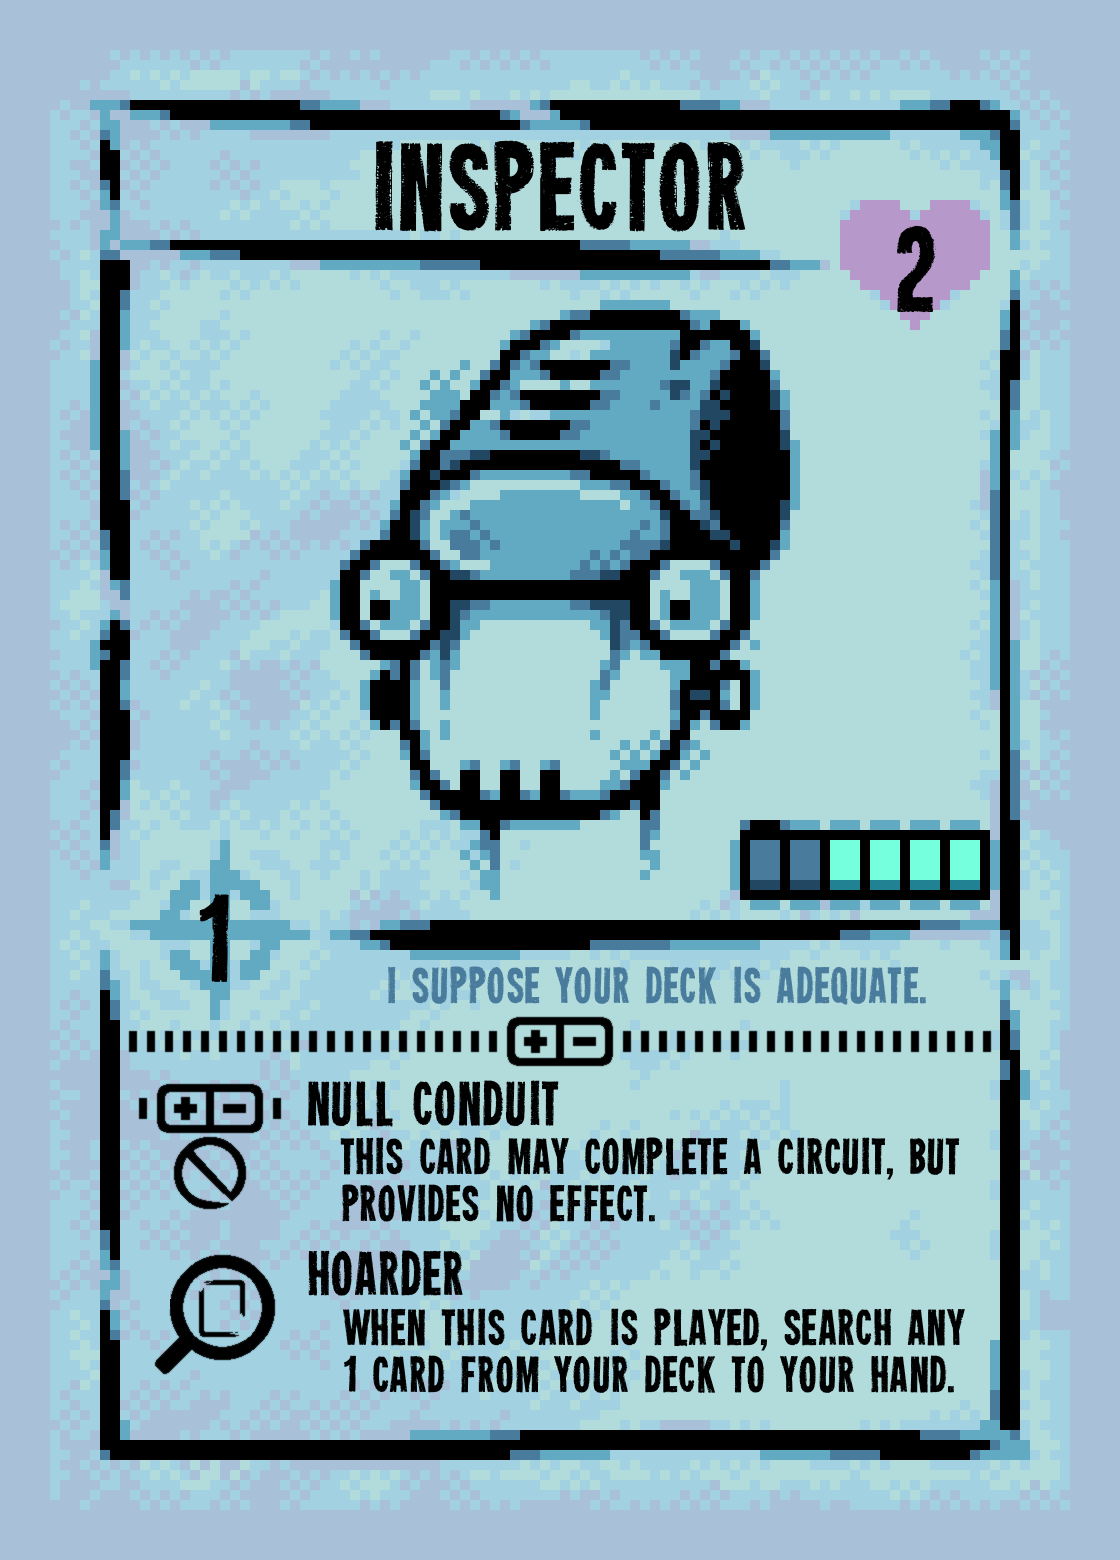 INSPECTOR
2
1
I SUPPOSE YOUR DECK IS ADEQUATE.
NULL CONDUIT
THIS CARD MAY COMPLETE A CIRCUIT, BUT
PROVIDES NO EFFECT.
HOARDER
WHEN THIS CARD IS PLAYED, SEARCH ANY
1 CARD FROM YOUR DECK TO YOUR HAND.